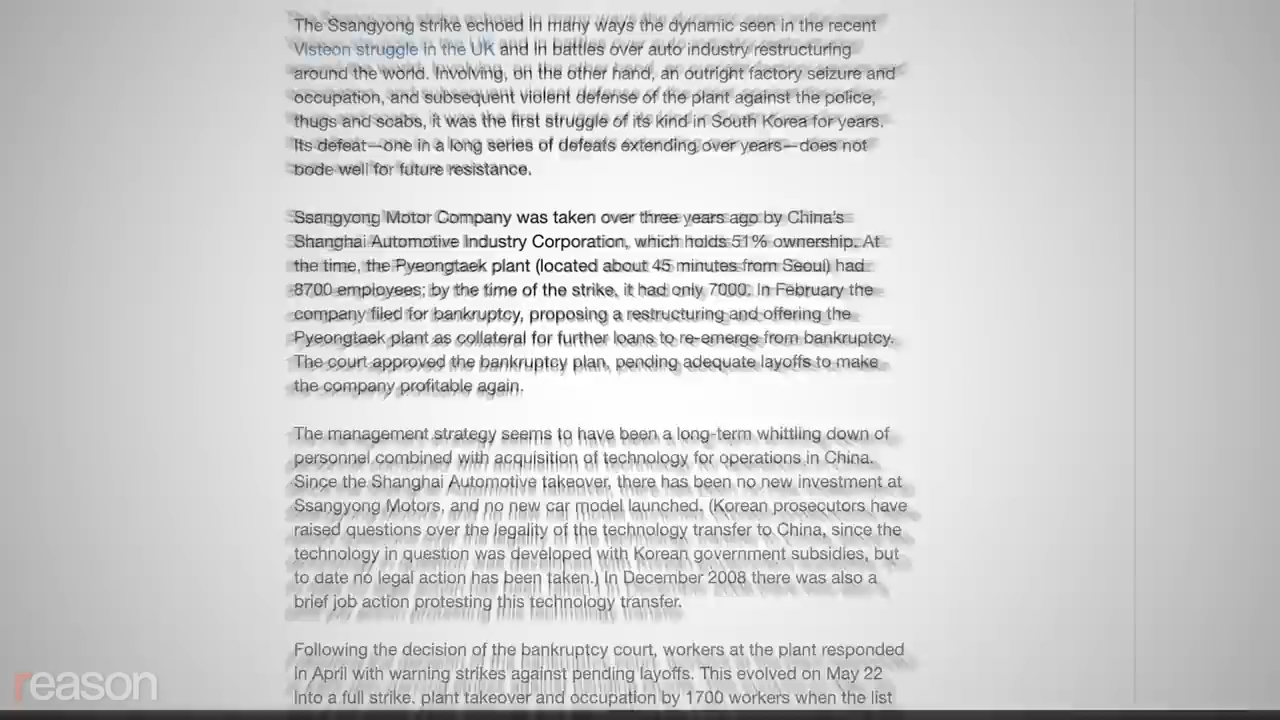 The Ssangyong strike echoed in many ways the dynamic seen in the recent
Visteon struggle in the UK and in battles over auto industry restructuring
around the world. Involving, on the other hand, an outright factory seizure and
occupation, and subsequent violent defense of the plant against the police,
thugs and scabs, it was the first struggle of its kind in South Korea for years.
Its defeat—one in a long series of defeats extending over years—does not
bode well for future resistance.
Ssangyong Motor Company was taken over three years ago by China's
Shanghai Automotive Industry Corporation, which holds 51% ownership. At
the time, the Pyeongtaek plant (located about 45 minutes from Seoul) had
8700 employees; by the time of the strike, it had only 7000. In February the
company filed for bankruptcy, proposing a restructuring and offering the
Pyeongtaek plant as collateral for further loans to re-emerge from bankruptcy.
The court approved the bankruptcy plan, pending adequate layoffs to make
the company profitable again.
The management strategy seems to have been a long-term whittling down of
personnel combined with acquisition of technology for operations in China.
Since the Shanghai Automotive takeover, there has been no new investment at
Ssangyong Motors, and no new car model launched. (Korean prosecutors have
raised questions over the legality of the technology transfer to China, since the
technology in question was developed with Korean government subsidies, but
to date no legal action has been taken.) In December 2008 there was also a
brief job action protesting this technology transfer.
Following the decision of the bankruptcy court, workers at the plant responded
in April with warning strikes against pending layoffs. This evolved on May 22
into a full strike, plant takeover and occupation by 1700 workers when the list
reason